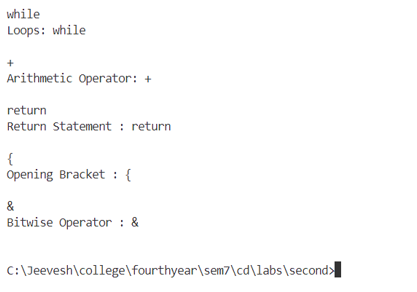 while
Loops: while
+
Arithmetic Operator: +
return
Return Statement : return
{
Opening Bracket : {
&
Bitwise Operator : &
C:\Jeevesh\college\fourthyear\sem7\cd\labs\second>